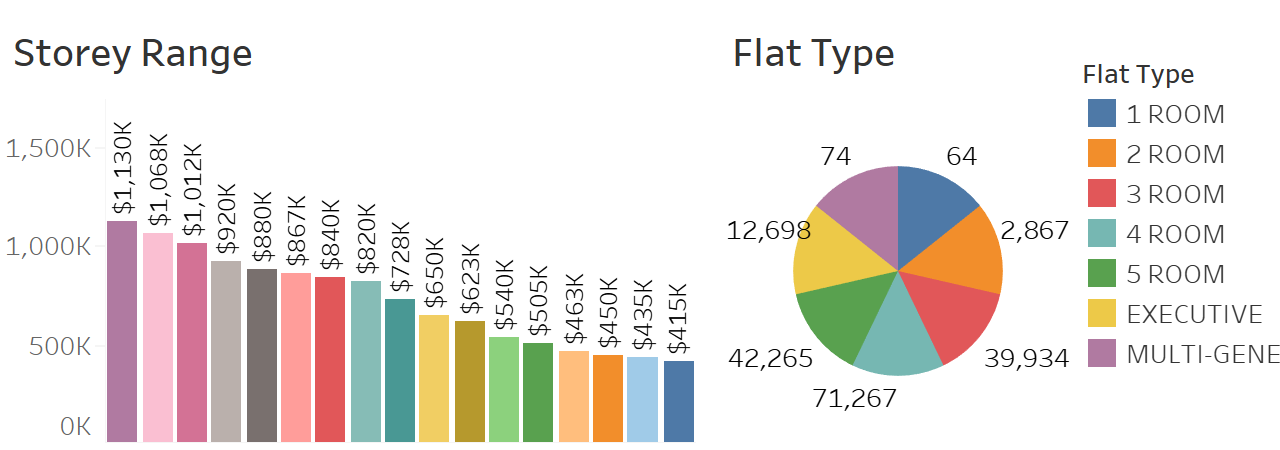 Storey Range
1,500K
1,000K
500K
0K
$1,130K
$1,068K
$1,012K
$920K
$880K
$867K
$840K
$820K
$728K
$650K
$623K
$540K
$505K
$463K
$450K
$435K
$415K
Flat Type
74
64
12,698
2,867
42,265
39,934
71,267
Flat Type
1 ROOM
2 ROOM
3 ROOM
4 ROOM
5 ROOM
EXECUTIVE
MULTI-GENE